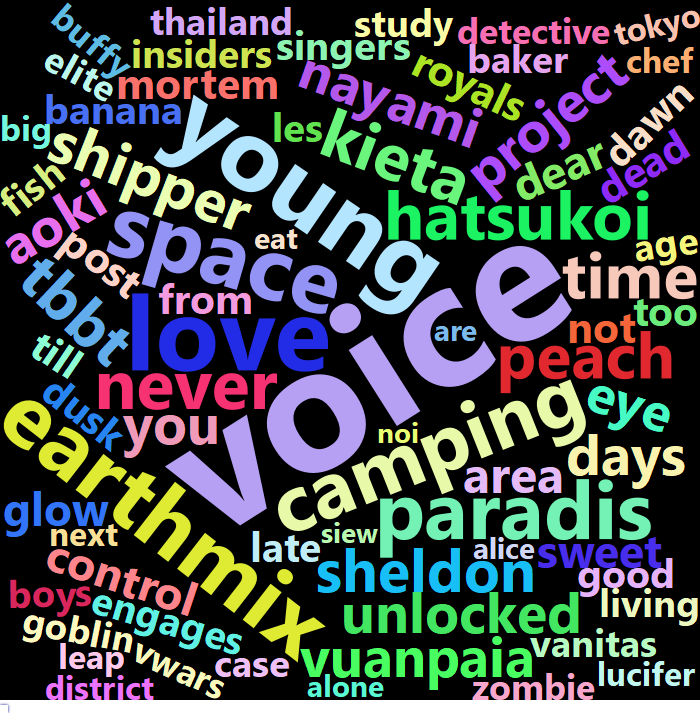 buffy
thailand
study
detective
tokyo
elite
insiders
singers
baker
chef
mortem
nayami
royals
project
dawn
big
banana
young
les
kieta
dear
dead
fish
shipper
hatsukoi
aoki
post
space
eat
voice
age
time
tbbt
from
love
are
not
too
till
never
peach
dusk
you
noi
camping
eye
earthmix
area
days
glow
next
late
siew
paradis
alice
sweet
control
sheldon
good
boys
engages
unlocked
living
goblin
vwars
vuanpaia
vanitas
leap
case
lucifer
district
alone
zombie